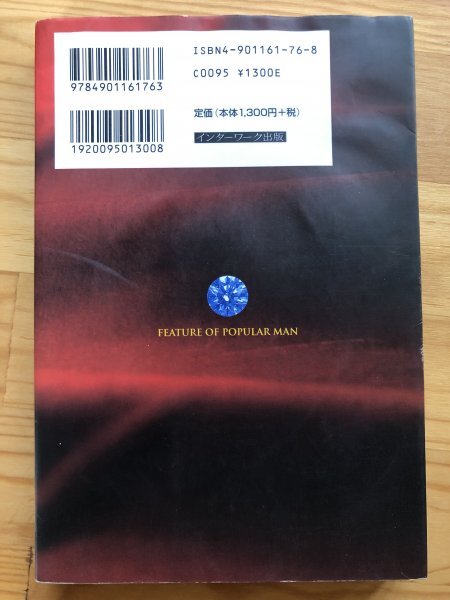 ISBN4-901161-76-8
C0095 ¥1300E
9784901161763
定価(本体1,300円+税)
1920095013008
インターワーク出版
FEATURE OF POPULAR MAN